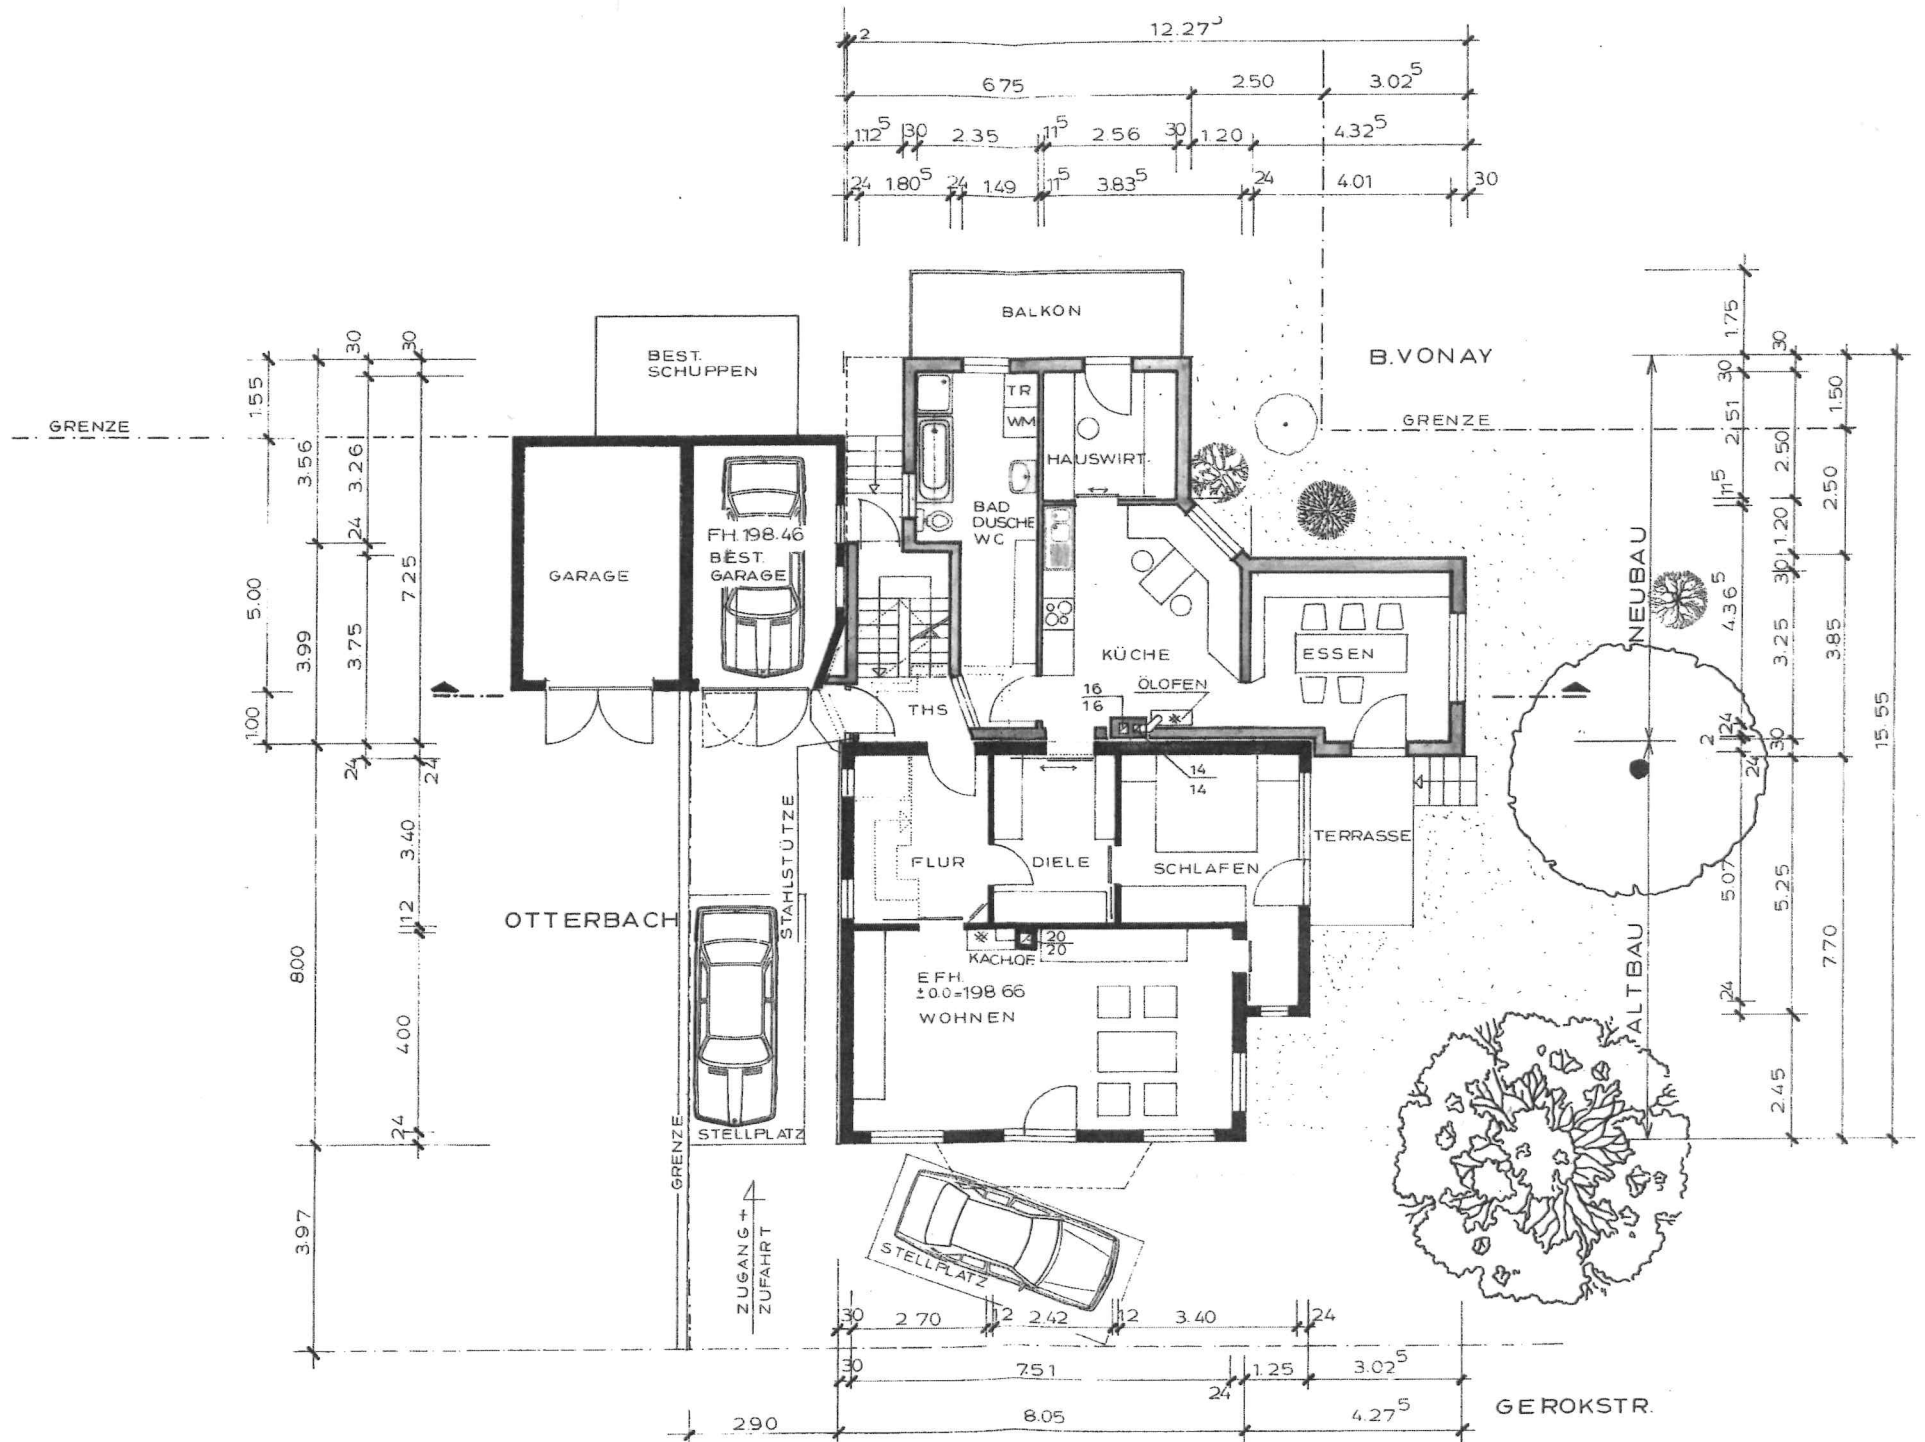 2
12.27⁵
6.75
2.50
3.02⁵
1.12⁵
30
2.35
11⁵
2.56
30
1.20
4.32⁵
24
1.80⁵
24
1.49
11⁵
3.83⁵
24
4.01
30
BALKON
BEST.
SCHUPPEN
B.VONAY
GRENZE
GRENZE
TR
WM
HAUSWIRT.
BAD
DUSCHE
WC
FH.198.46
BEST.
GARAGE
GARAGE
KÜCHE
ESSEN
ÖLOFEN
16
16
THS
14
14
TERRASSE
FLUR
DIELE
SCHLAFEN
OTTERBACH
STAHLSTÜTZE
20
20
KACH.OF.
EFH.
±0.0=198.66
WOHNEN
STELLPLATZ
GRENZE
ZUGANG+
ZUFAHRT
STELLPLATZ
NEUBAU
ALTBAU
1.55
5.00
1.00
3.56
3.99
8.00
3.97
30
3.26
24
3.75
24
30
7.25
24
3.40
12
4.00
24
1.75
30
2.51
11⁵
4.36⁵
24
2
24
5.07
24
30
2.50
1.20
30
3.25
30
5.25
2.45
1.50
2.50
3.85
7.70
15.55
30
2.70
12
2.42
12
3.40
24
30
7.51
24
1.25
3.02⁵
2.90
8.05
4.27⁵
GEROKSTR.